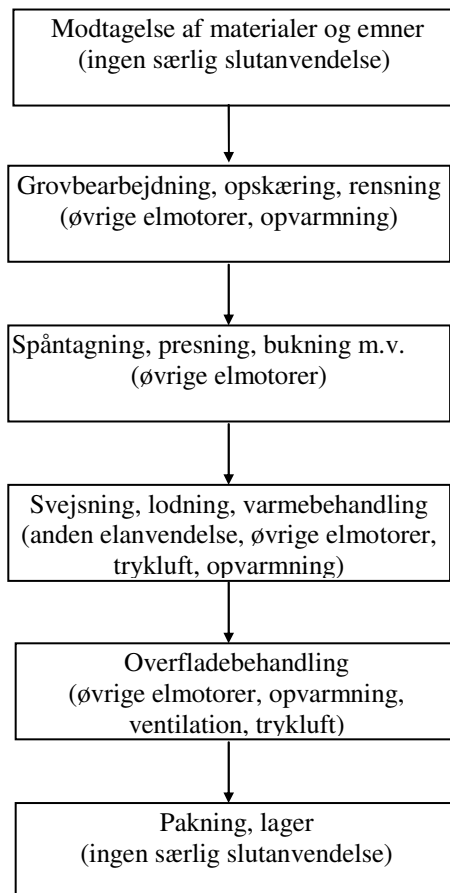 Modtagelse af materialer og emner
(ingen særlig slutanvendelse)
Grovbearbejdning, opskæring, rensning
(øvrige elmotorer, opvarmning)
Spåntagning, presning, bukning m.v.
(øvrige elmotorer)
Svejsning, lodning, varmebehandling
(anden elanvendelse, øvrige elmotorer,
trykluft, opvarmning)
Overfladebehandling
(øvrige elmotorer, opvarmning,
ventilation, trykluft)
Pakning, lager
(ingen særlig slutanvendelse)